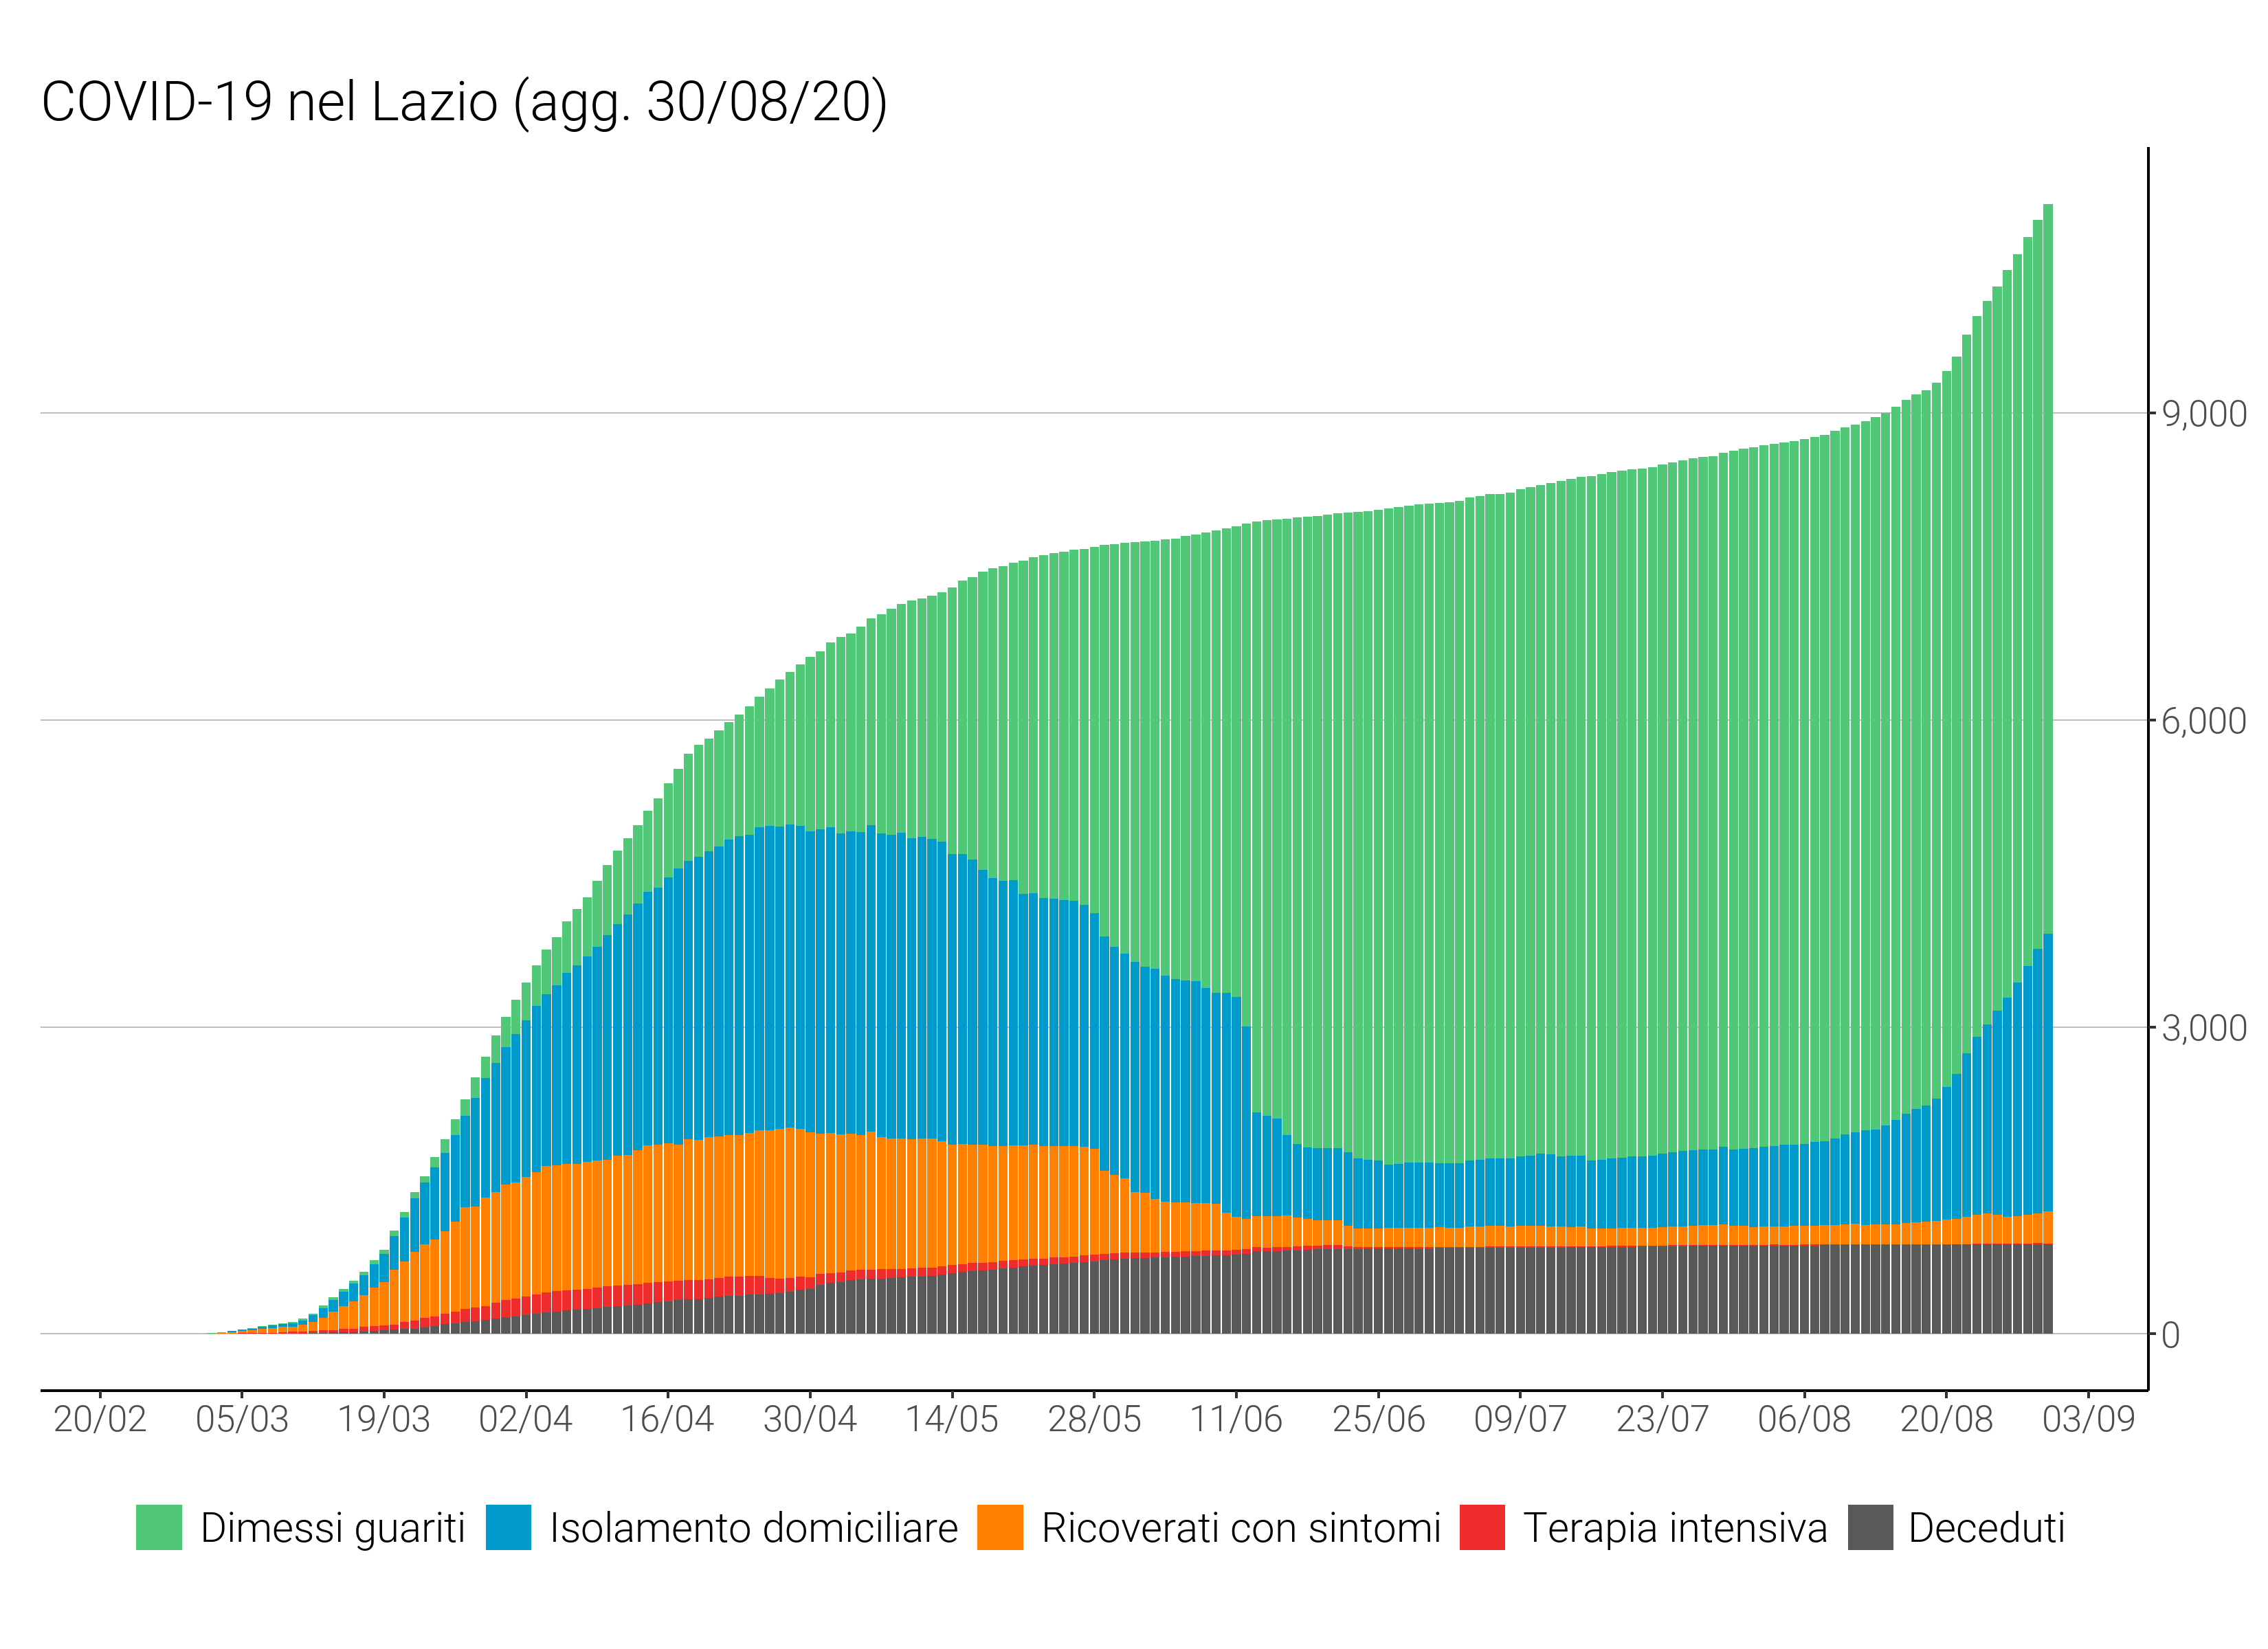 COVID-19 nel Lazio (agg. 30/08/20)
9,000
6,000
3,000
0
20/02 05/03 19/03 02/04 16/04 30/04 14/05 28/05 11/06 25/06 09/07 23/07 06/08 20/08 03/09
Dimessi guariti Isolamento domiciliare Ricoverati con sintomi Terapia intensiva Deceduti